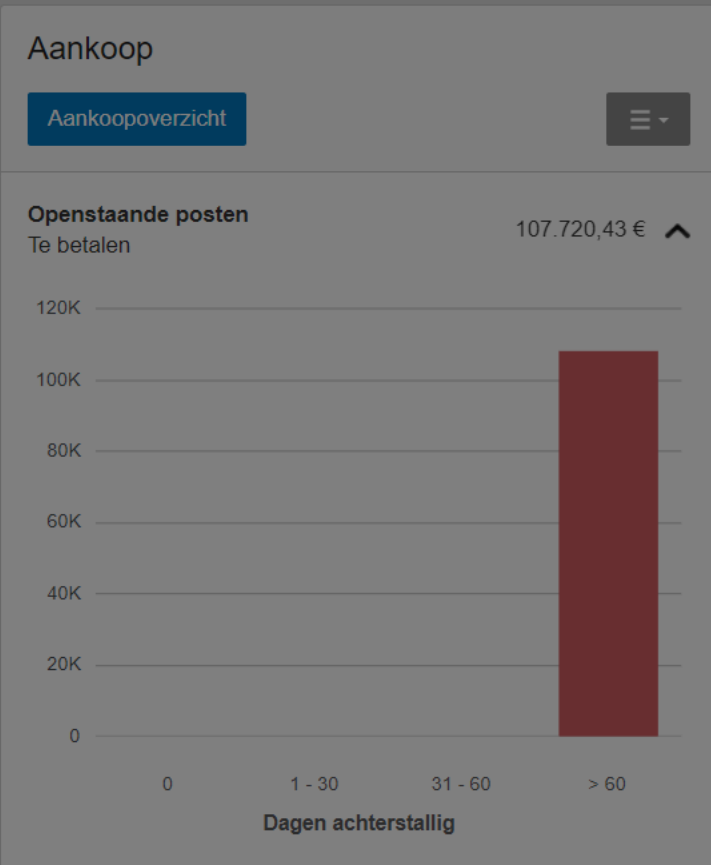 Aankoop
Aankoopoverzicht
Openstaande posten
Te betalen
107.720,43 €
120K
100K
80K
60K
40K
20K
0
0 1 - 30 31 - 60 > 60
Dagen achterstallig